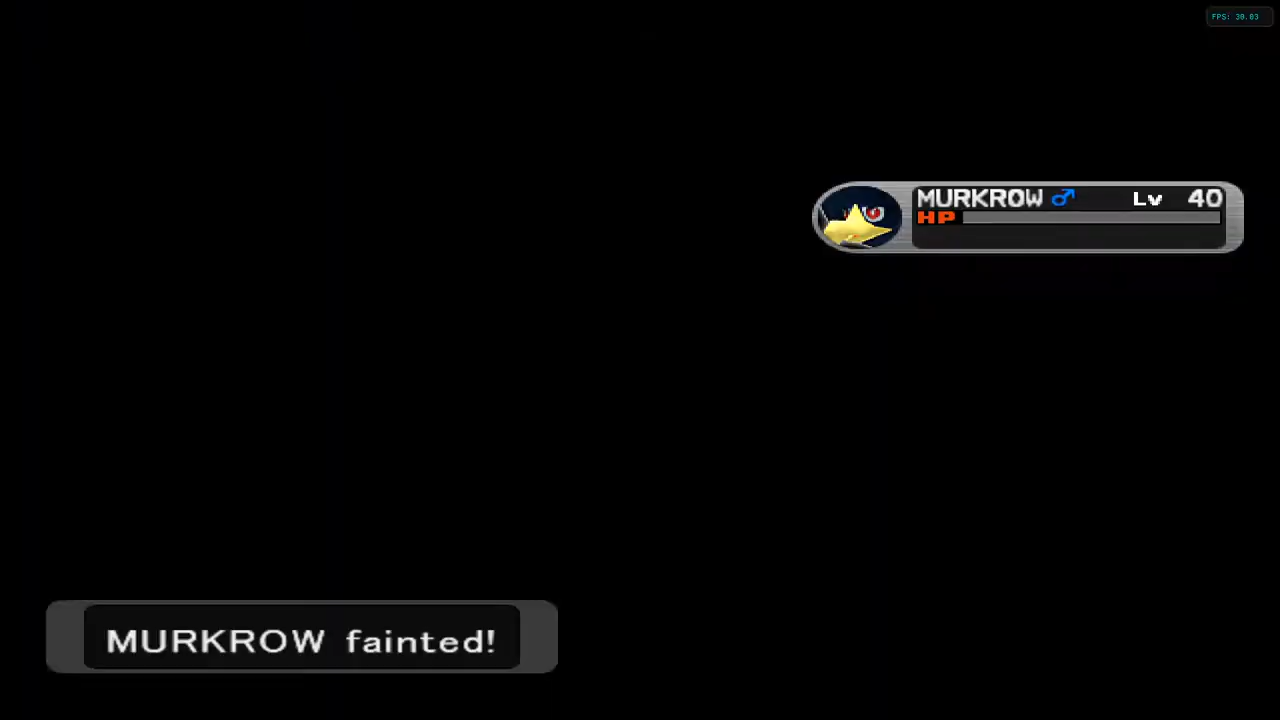 FPS: 30.03
MURKROW ♂ Lv 40
HP
MURKROW fainted!